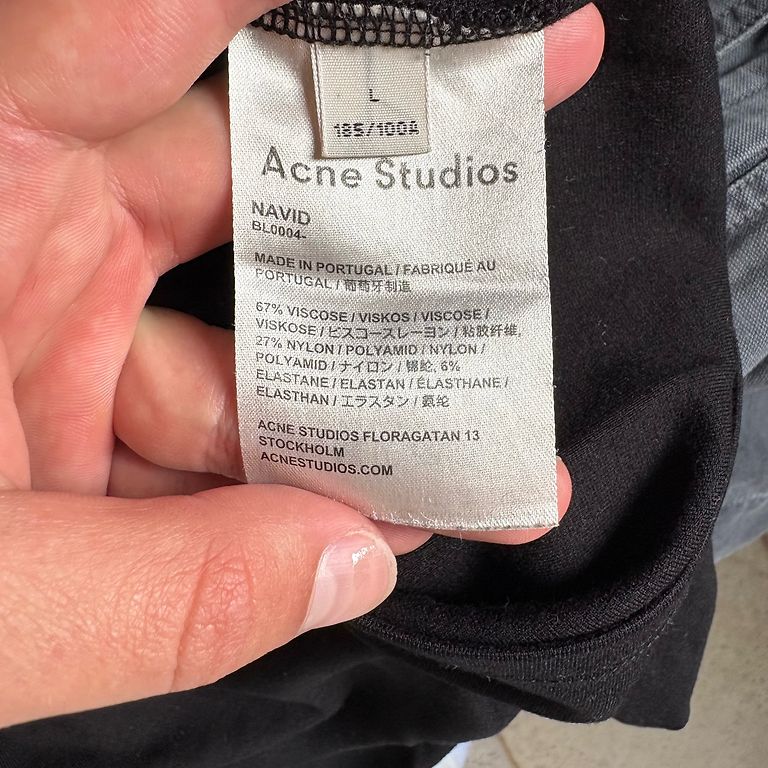 L
185/100A
Acne Studios
NAVID
BL0004-
MADE IN PORTUGAL / FABRIQUÉ AU
PORTUGAL / 葡萄牙制造
67% VISCOSE / VISKOS / VISCOSE /
VISKOSE / ビスコースレーヨン / 粘胶纤维,
27% NYLON / POLYAMID / NYLON /
POLYAMID / ナイロン / 锦纶, 6%
ELASTANE / ELASTAN / ÉLASTHANE /
ELASTHAN / エラスタン / 氨纶
ACNE STUDIOS FLORAGATAN 13
STOCKHOLM
ACNESTUDIOS.COM